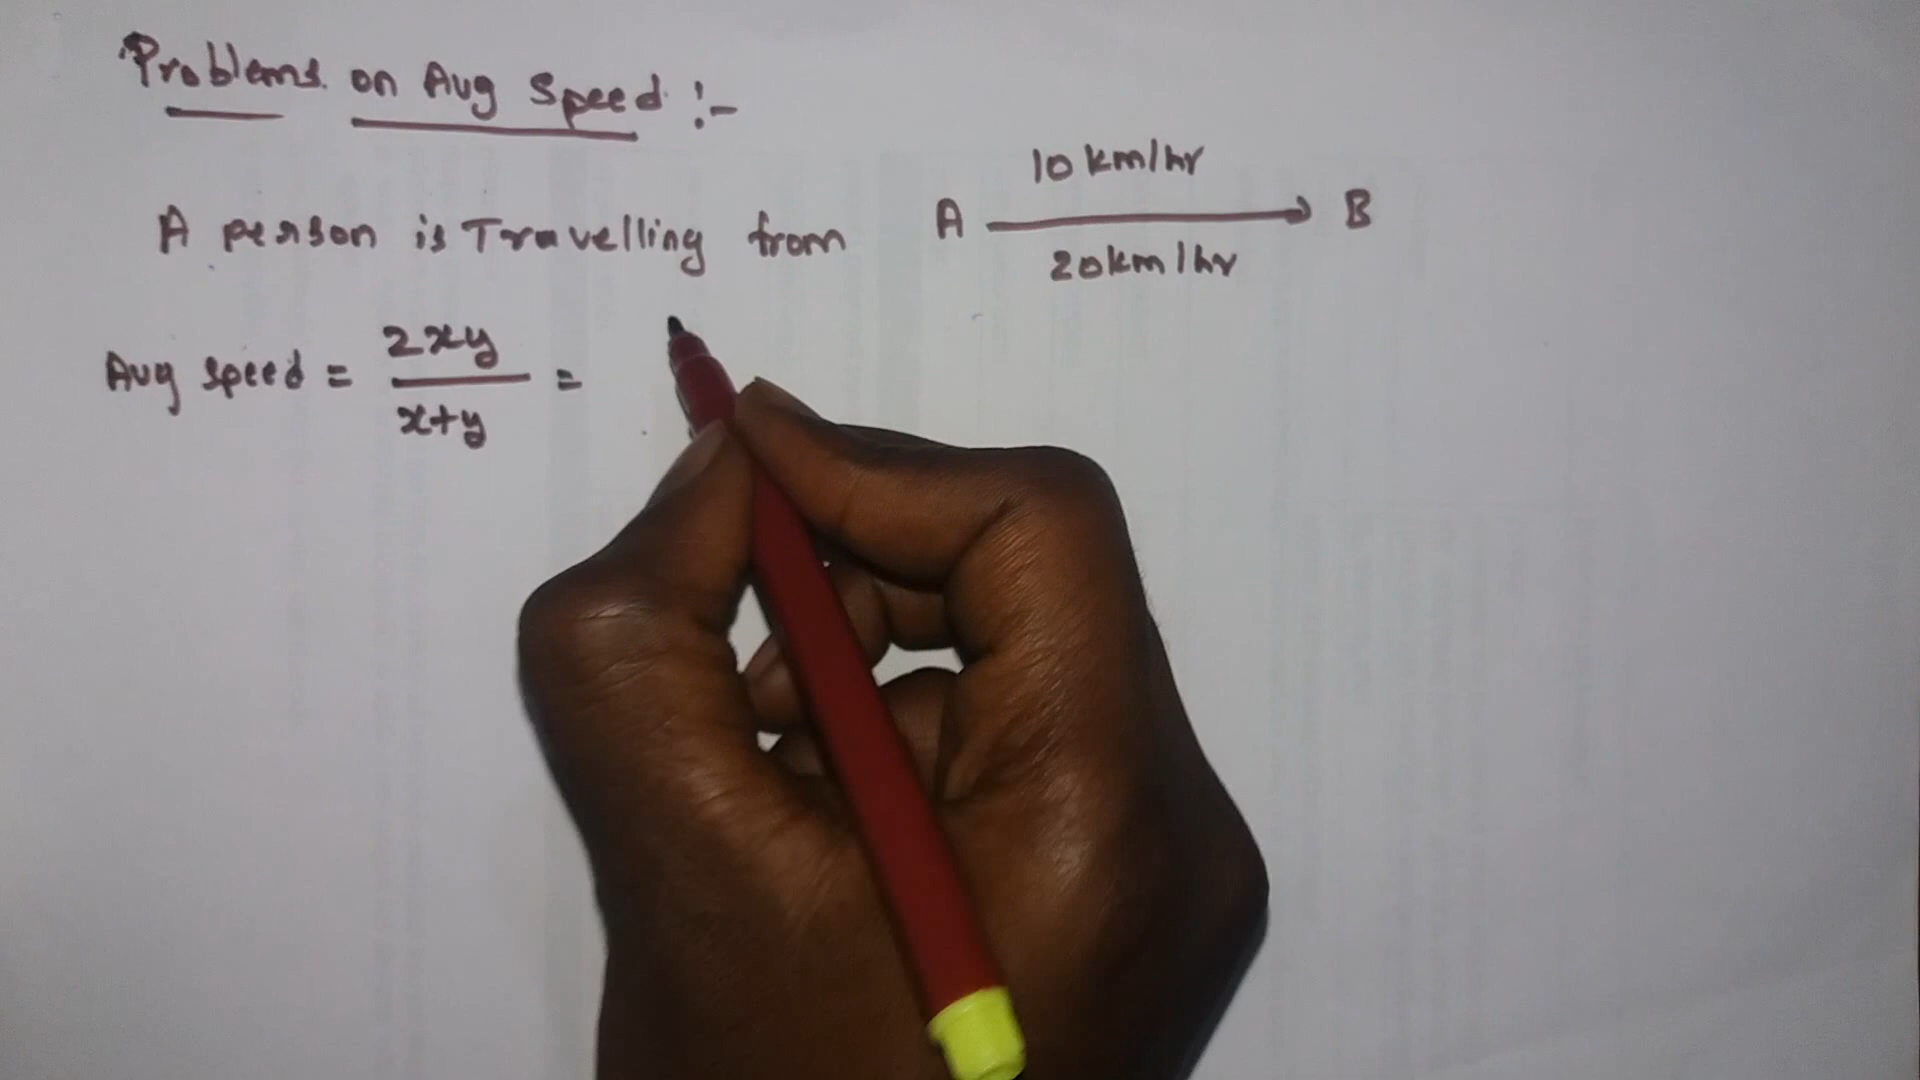 Problems on Avg Speed :-
10 km/hr
A person is Travelling from A → B
20km/hr
Avg speed = 2xy / x+y =